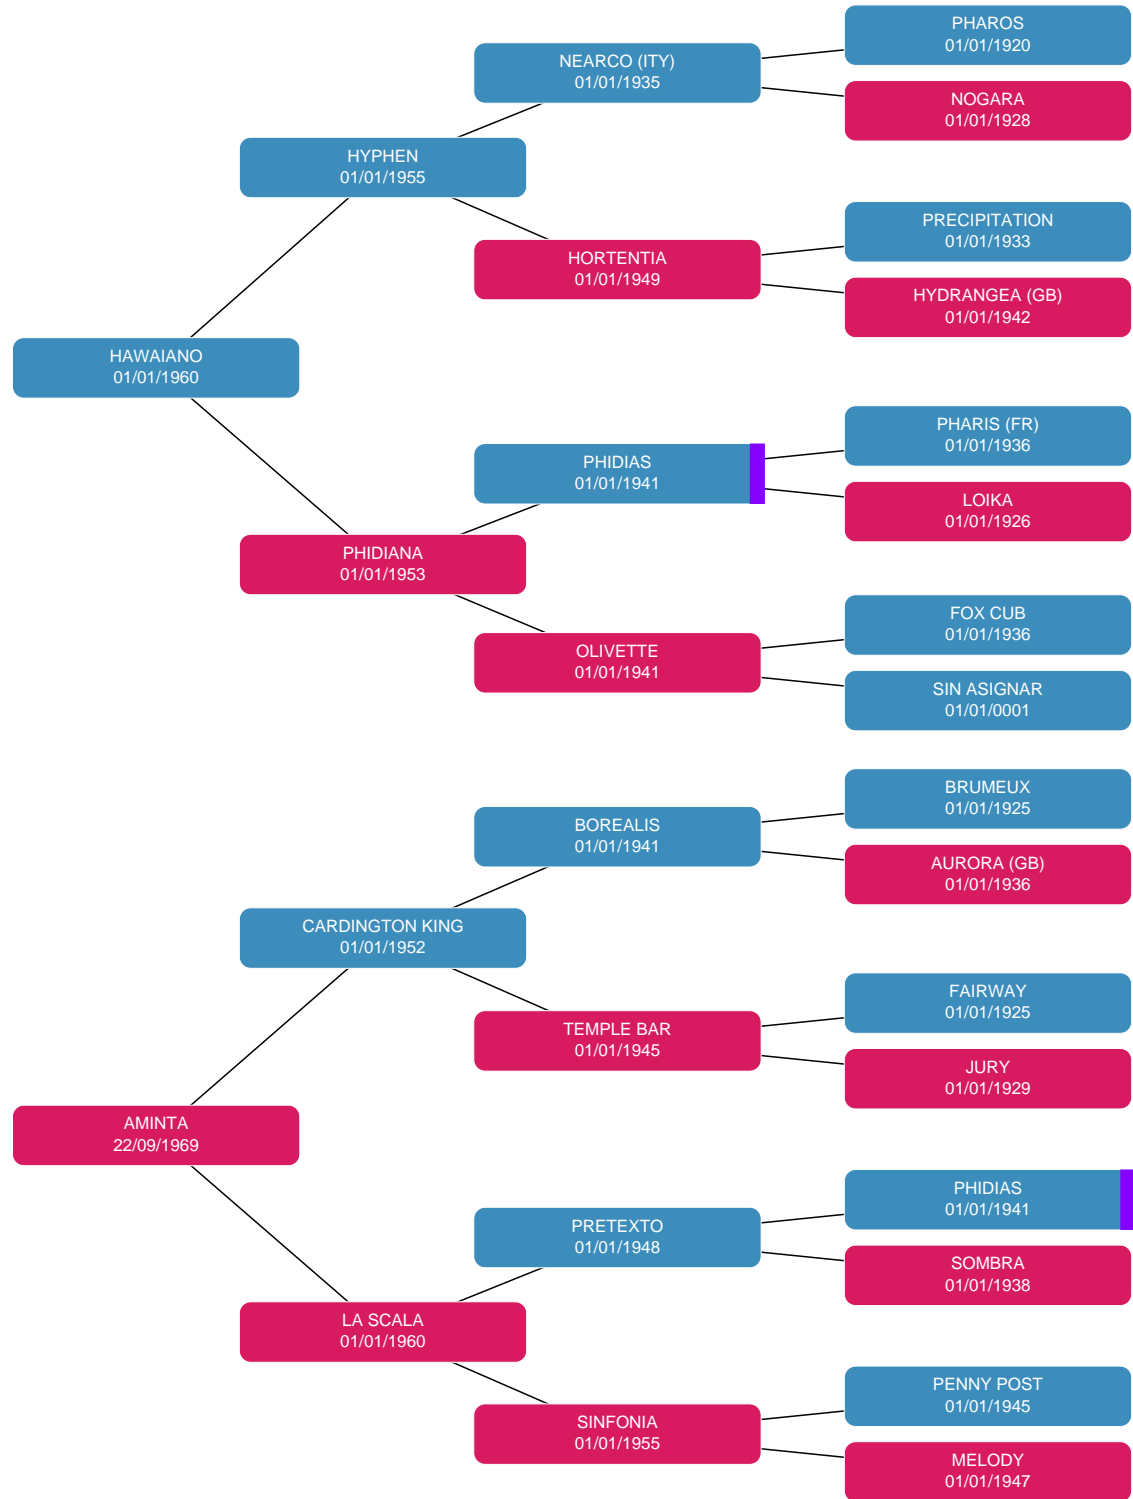 PHAROS
01/01/1920
NEARCO (ITY)
01/01/1935
NOGARA
01/01/1928
HYPHEN
01/01/1955
PRECIPITATION
01/01/1933
HORTENTIA
01/01/1949
HYDRANGEA (GB)
01/01/1942
HAWAIANO
01/01/1960
PHARIS (FR)
01/01/1936
PHIDIAS
01/01/1941
LOIKA
01/01/1926
PHIDIANA
01/01/1953
FOX CUB
01/01/1936
OLIVETTE
01/01/1941
SIN ASIGNAR
01/01/0001
BRUMEUX
01/01/1925
BOREALIS
01/01/1941
AURORA (GB)
01/01/1936
CARDINGTON KING
01/01/1952
FAIRWAY
01/01/1925
TEMPLE BAR
01/01/1945
JURY
01/01/1929
AMINTA
22/09/1969
PHIDIAS
01/01/1941
PRETEXTO
01/01/1948
SOMBRA
01/01/1938
LA SCALA
01/01/1960
PENNY POST
01/01/1945
SINFONIA
01/01/1955
MELODY
01/01/1947